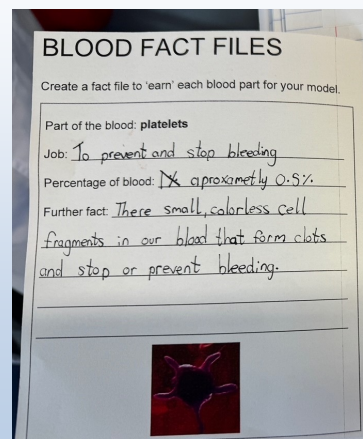 BLOOD FACT FILES
Create a fact file to 'earn' each blood part for your model.
Part of the blood: platelets
Job: To prevent and stop bleeding
Percentage of blood: aproxametly 0.5%.
Further fact: There small, colorless cell
fragments in our blood that form clots
and stop or prevent bleeding.